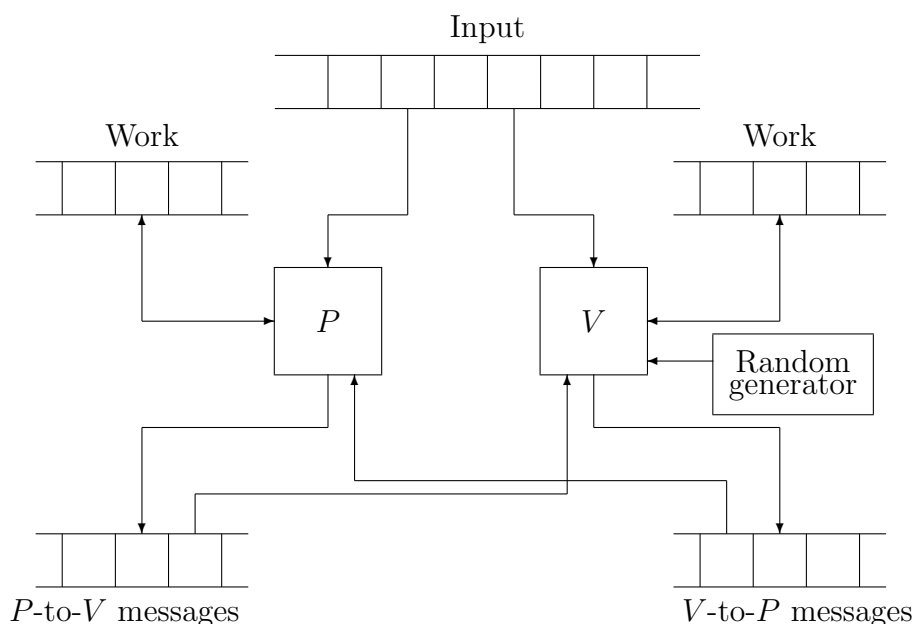 Input
Work
Work
P
V
Random
generator
P-to-V messages
V-to-P messages